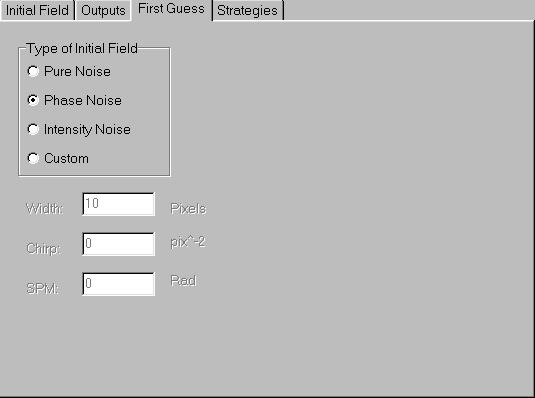 Initial Field Outputs First Guess Strategies
Type of Initial Field
Pure Noise
Phase Noise
Intensity Noise
Custom
Width: 10 Pixels
Chirp: 0 pix^-2
SPM: 0 Rad